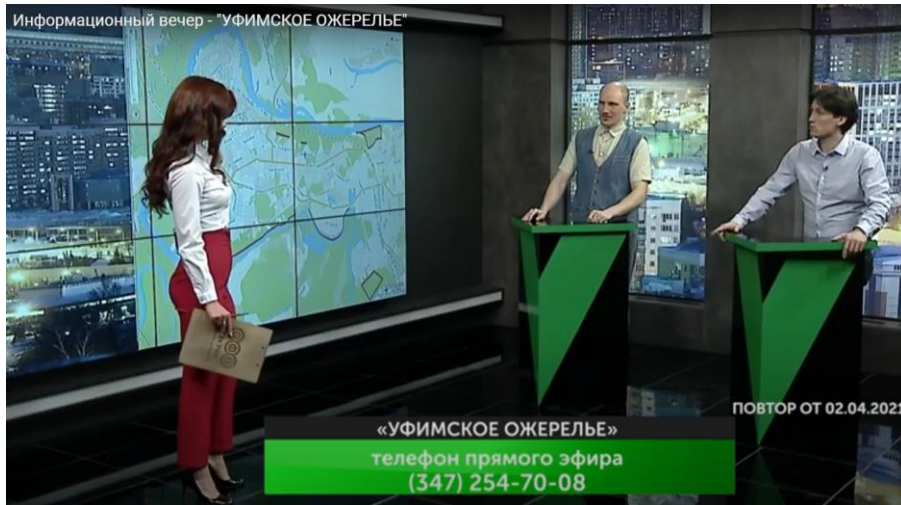 Информационный вечер - "УФИМСКОЕ ОЖЕРЕЛЬЕ"
ПОВТОР ОТ 02.04.2021
«УФИМСКОЕ ОЖЕРЕЛЬЕ»
телефон прямого эфира
(347) 254-70-08